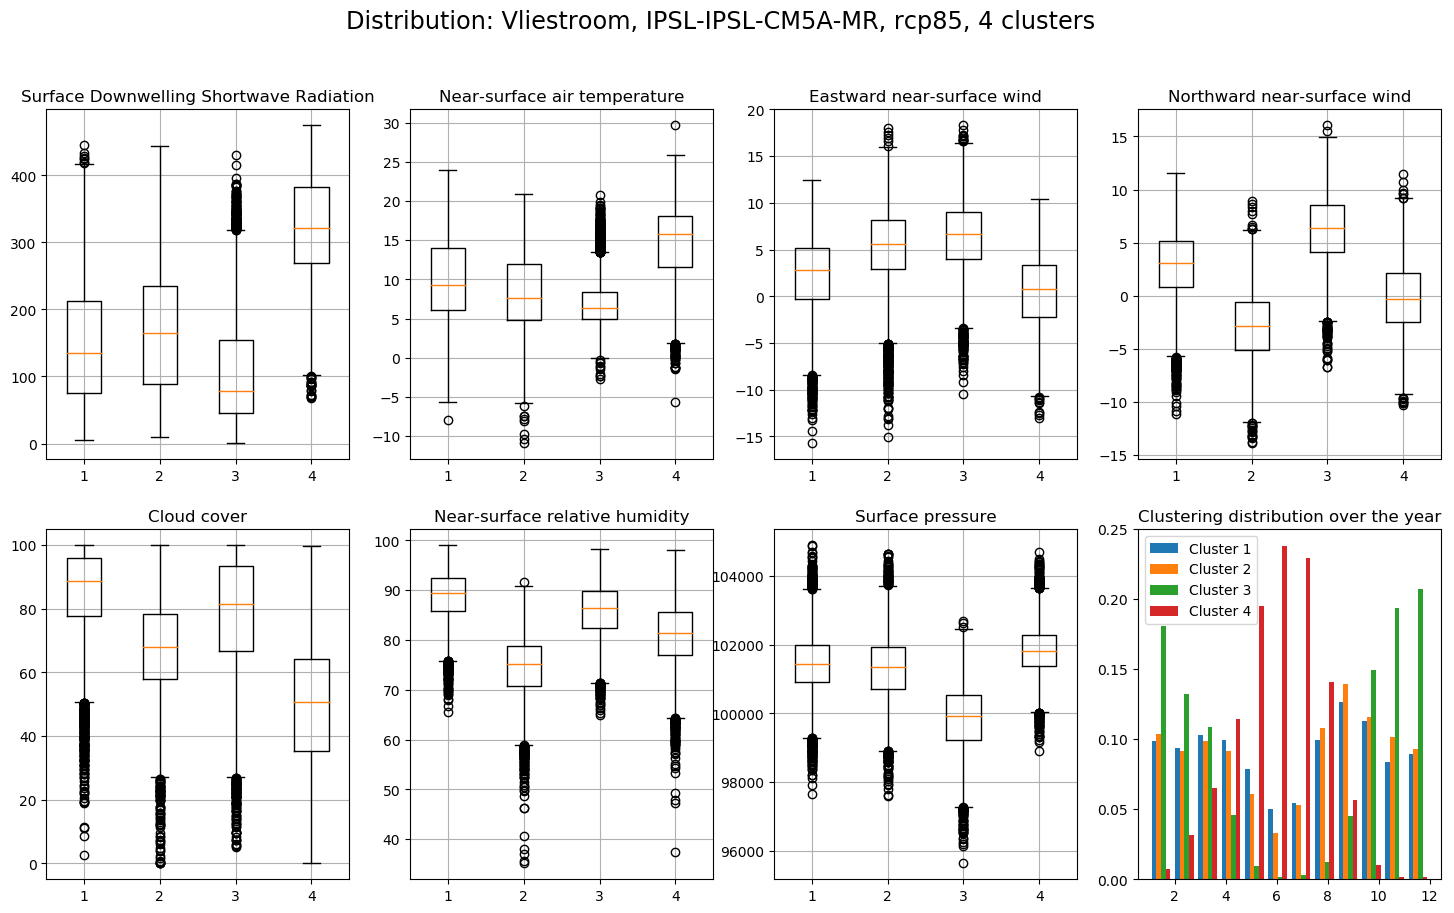 Distribution: Vliestroom, IPSL-IPSL-CM5A-MR, rcp85, 4 clusters
Surface Downwelling Shortwave Radiation
400
300
200
100
0
1 2 3 4
Near-surface air temperature
30
25
20
15
10
5
0
−5
−10
1 2 3 4
Eastward near-surface wind
20
15
10
5
0
−5
−10
−15
1 2 3 4
Northward near-surface wind
15
10
5
0
−5
−10
−15
1 2 3 4
Cloud cover
100
80
60
40
20
0
1 2 3 4
Near-surface relative humidity
100
90
80
70
60
50
40
1 2 3 4
Surface pressure
104000
102000
100000
98000
96000
1 2 3 4
Clustering distribution over the year
0.25
0.20
0.15
0.10
0.05
0.00
Cluster 1
Cluster 2
Cluster 3
Cluster 4
2 4 6 8 10 12